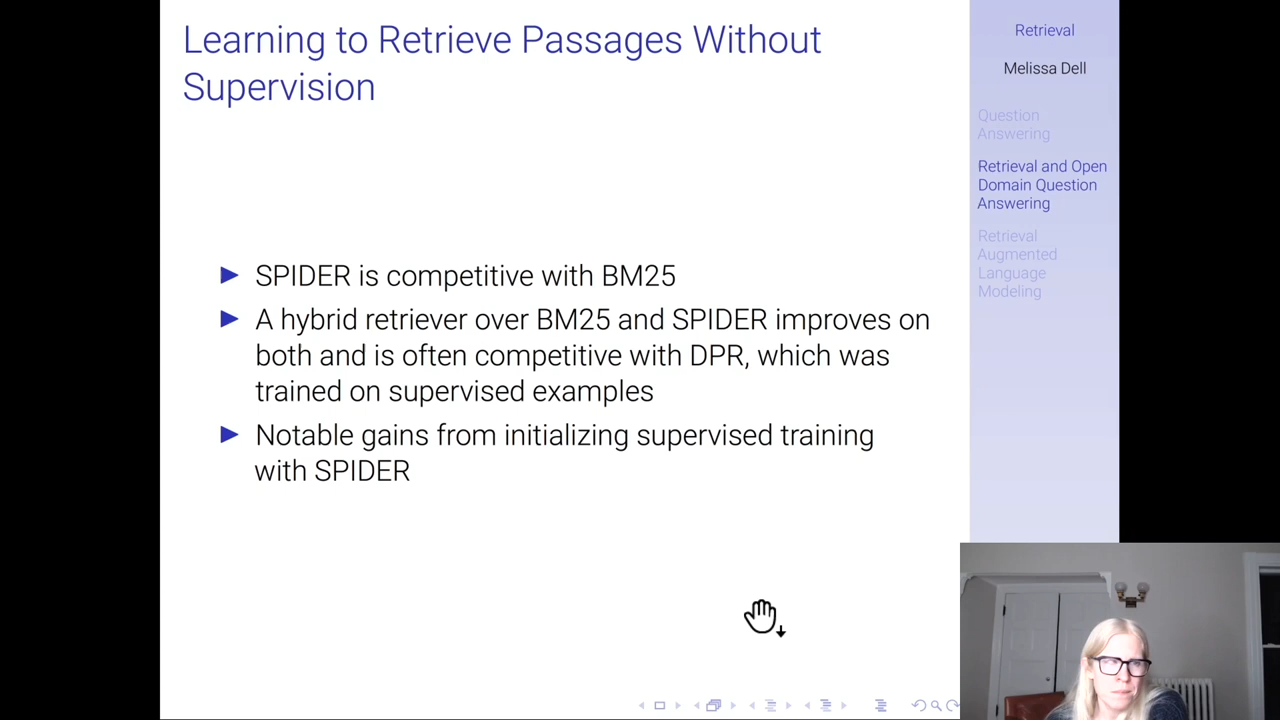 Learning to Retrieve Passages Without
Supervision
SPIDER is competitive with BM25
A hybrid retriever over BM25 and SPIDER improves on
both and is often competitive with DPR, which was
trained on supervised examples
Notable gains from initializing supervised training
with SPIDER
Retrieval
Melissa Dell
Question
Answering
Retrieval and Open
Domain Question
Answering
Retrieval
Augmented
Language
Modeling